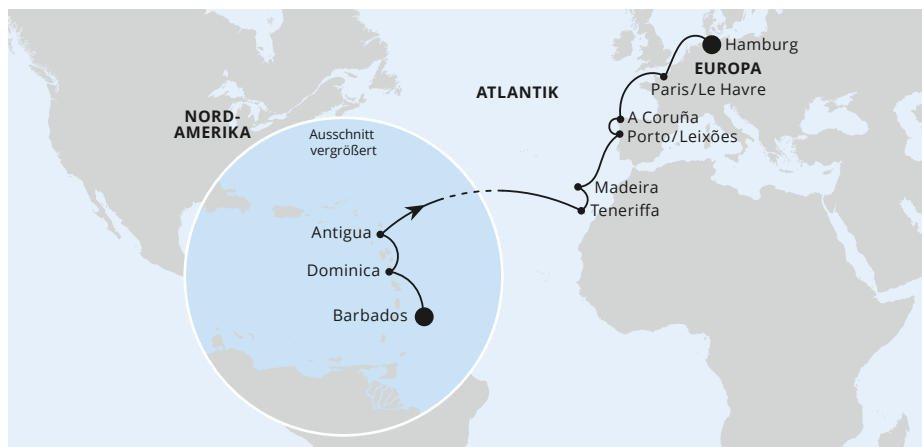 Hamburg
EUROPA
Paris/Le Havre
ATLANTIK
NORD-
AMERIKA
A Coruña
Porto/Leixões
Ausschnitt
vergrößert
Madeira
Teneriffa
Antigua
Dominica
Barbados